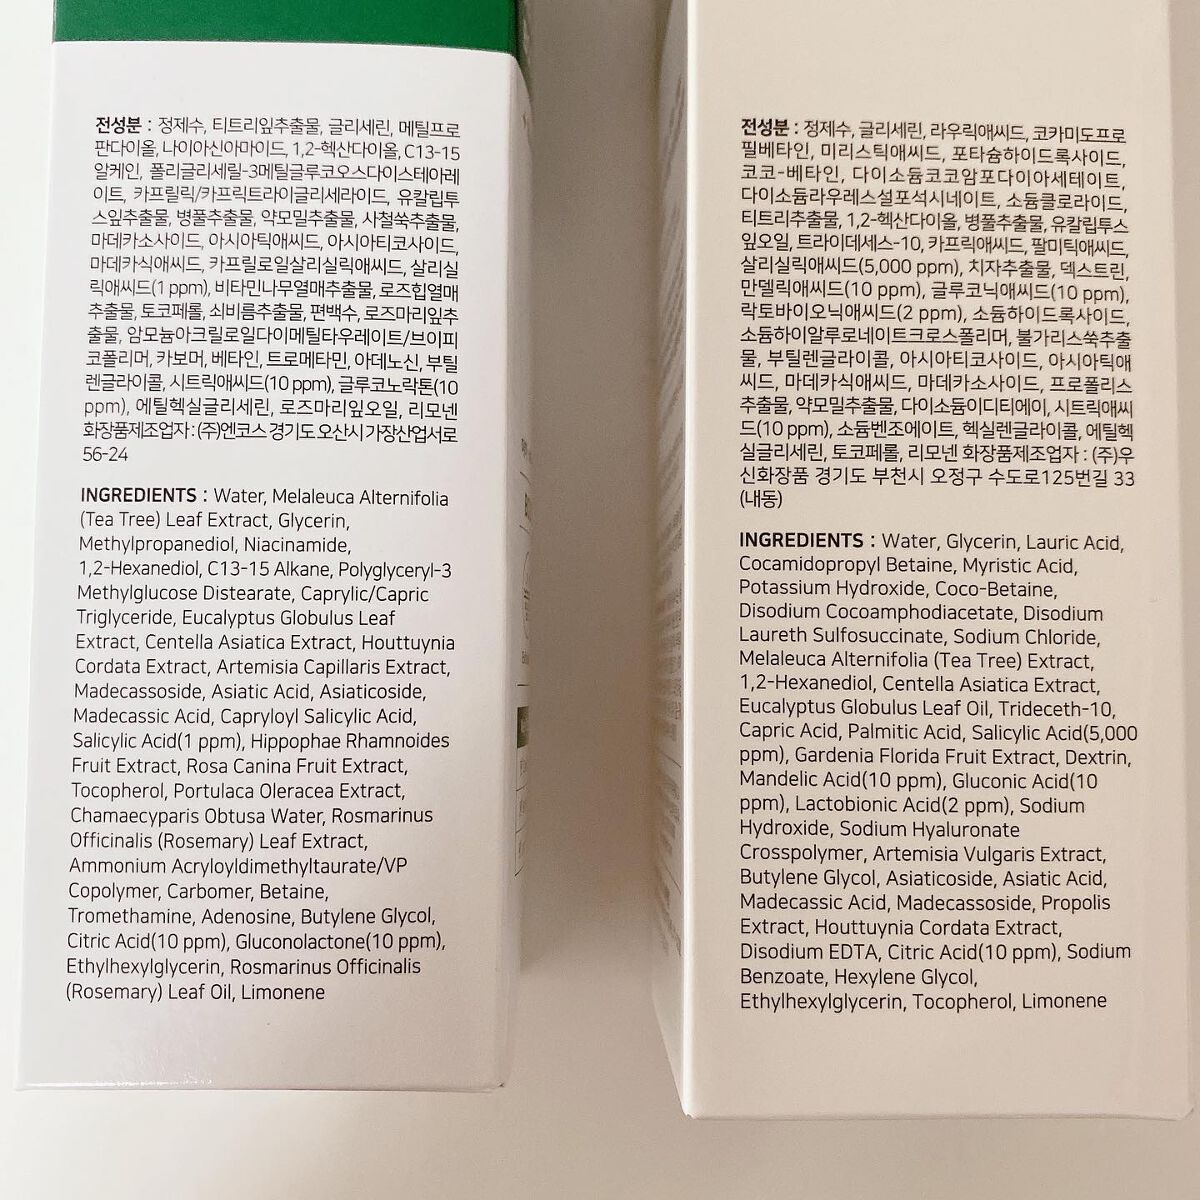 전성분 : 정제수, 티트리잎추출물, 글리세린, 메틸프로
판다이올, 나이아신아마이드, 1,2-헥산다이올, C13-15
알케인, 폴리글리세릴-3메틸글루코오스다이스테아레
이트, 카프릴릭/카프릭트라이글리세라이드, 유칼립투
스잎추출물, 병풀추출물, 약모밀추출물, 사철쑥추출물,
마데카소사이드, 아시아틱애씨드, 아시아티코사이드,
마데카식애씨드, 카프릴로일살리실릭애씨드, 살리실
릭애씨드(1 ppm), 비타민나무열매추출물, 로즈힙열매
추출물, 토코페롤, 쇠비름추출물, 편백수, 로즈마리잎추
출물, 암모늄아크릴로일다이메틸타우레이트/브이피
코폴리머, 카보머, 베타인, 트로메타민, 아데노신, 부틸
렌글라이콜, 시트릭애씨드(10 ppm), 글루코노락톤(10
ppm), 에틸헥실글리세린, 로즈마리잎오일, 리모넨
화장품제조업자 : (주)엔코스 경기도 오산시 가장산업서로
56-24
INGREDIENTS : Water, Melaleuca Alternifolia
(Tea Tree) Leaf Extract, Glycerin,
Methylpropanediol, Niacinamide,
1,2-Hexanediol, C13-15 Alkane, Polyglyceryl-3
Methylglucose Distearate, Caprylic/Capric
Triglyceride, Eucalyptus Globulus Leaf
Extract, Centella Asiatica Extract, Houttuynia
Cordata Extract, Artemisia Capillaris Extract,
Madecassoside, Asiatic Acid, Asiaticoside,
Madecassic Acid, Capryloyl Salicylic Acid,
Salicylic Acid(1 ppm), Hippophae Rhamnoides
Fruit Extract, Rosa Canina Fruit Extract,
Tocopherol, Portulaca Oleracea Extract,
Chamaecyparis Obtusa Water, Rosmarinus
Officinalis (Rosemary) Leaf Extract,
Ammonium Acryloyldimethyltaurate/VP
Copolymer, Carbomer, Betaine,
Tromethamine, Adenosine, Butylene Glycol,
Citric Acid(10 ppm), Gluconolactone(10 ppm),
Ethylhexylglycerin, Rosmarinus Officinalis
(Rosemary) Leaf Oil, Limonene
전성분 : 정제수, 글리세린, 라우릭애씨드, 코카미도프로
필베타인, 미리스틱애씨드, 포타슘하이드록사이드,
코코-베타인, 다이소듐코코암포다이아세테이트,
다이소듐라우레스설포석시네이트, 소듐클로라이드,
티트리추출물, 1,2-헥산다이올, 병풀추출물, 유칼립투스
잎오일, 트라이데세스-10, 카프릭애씨드, 팔미틱애씨드,
살리실릭애씨드(5,000 ppm), 치자추출물, 덱스트린,
만델릭애씨드(10 ppm), 글루코닉애씨드(10 ppm),
락토바이오닉애씨드(2 ppm), 소듐하이드록사이드,
소듐하이알루로네이트크로스폴리머, 불가리스쑥추출
물, 부틸렌글라이콜, 아시아티코사이드, 아시아틱애
씨드, 마데카식애씨드, 마데카소사이드, 프로폴리스
추출물, 약모밀추출물, 다이소듐이디티에이, 시트릭애씨
드(10 ppm), 소듐벤조에이트, 헥실렌글라이콜, 에틸헥
실글리세린, 토코페롤, 리모넨 화장품제조업자 : (주)우
신화장품 경기도 부천시 오정구 수도로125번길 33
(내동)
INGREDIENTS : Water, Glycerin, Lauric Acid,
Cocamidopropyl Betaine, Myristic Acid,
Potassium Hydroxide, Coco-Betaine,
Disodium Cocoamphodiacetate, Disodium
Laureth Sulfosuccinate, Sodium Chloride,
Melaleuca Alternifolia (Tea Tree) Extract,
1,2-Hexanediol, Centella Asiatica Extract,
Eucalyptus Globulus Leaf Oil, Trideceth-10,
Capric Acid, Palmitic Acid, Salicylic Acid(5,000
ppm), Gardenia Florida Fruit Extract, Dextrin,
Mandelic Acid(10 ppm), Gluconic Acid(10
ppm), Lactobionic Acid(2 ppm), Sodium
Hydroxide, Sodium Hyaluronate
Crosspolymer, Artemisia Vulgaris Extract,
Butylene Glycol, Asiaticoside, Asiatic Acid,
Madecassic Acid, Madecassoside, Propolis
Extract, Houttuynia Cordata Extract,
Disodium EDTA, Citric Acid(10 ppm), Sodium
Benzoate, Hexylene Glycol,
Ethylhexylglycerin, Tocopherol, Limonene